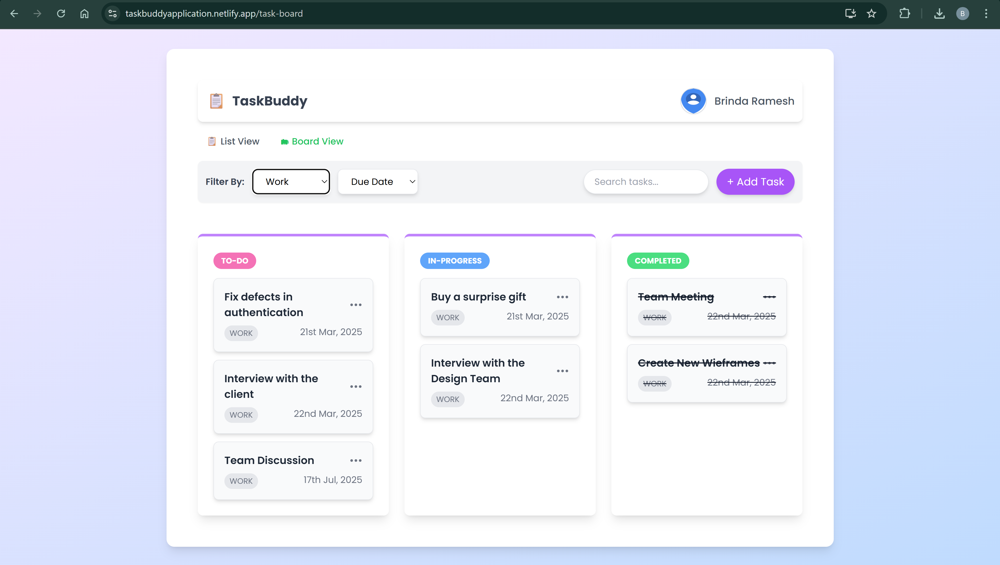 taskbuddyapplication.netlify.app/task-board
B
TaskBuddy
Brinda Ramesh
List View
Board View
Filter By:
Work
Due Date
Search tasks...
+ Add Task
TO-DO
Fix defects in
authentication
WORK
21st Mar, 2025
Interview with the
client
WORK
22nd Mar, 2025
Team Discussion
WORK
17th Jul, 2025
IN-PROGRESS
Buy a surprise gift
WORK
21st Mar, 2025
Interview with the
Design Team
WORK
22nd Mar, 2025
COMPLETED
Team Meeting
WORK
22nd Mar, 2025
Create New Wieframes
WORK
22nd Mar, 2025